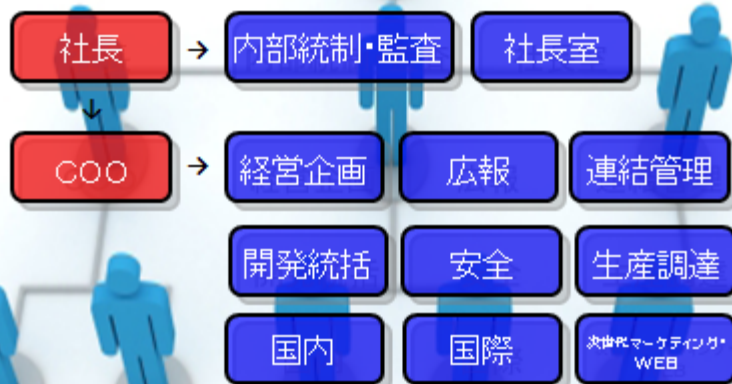 社長 → 内部統制・監査 社長室
↓
COO → 経営企画 広報 連結管理
開発統括 安全 生産調達
国内 国際 次世代マーケティング・
WEB